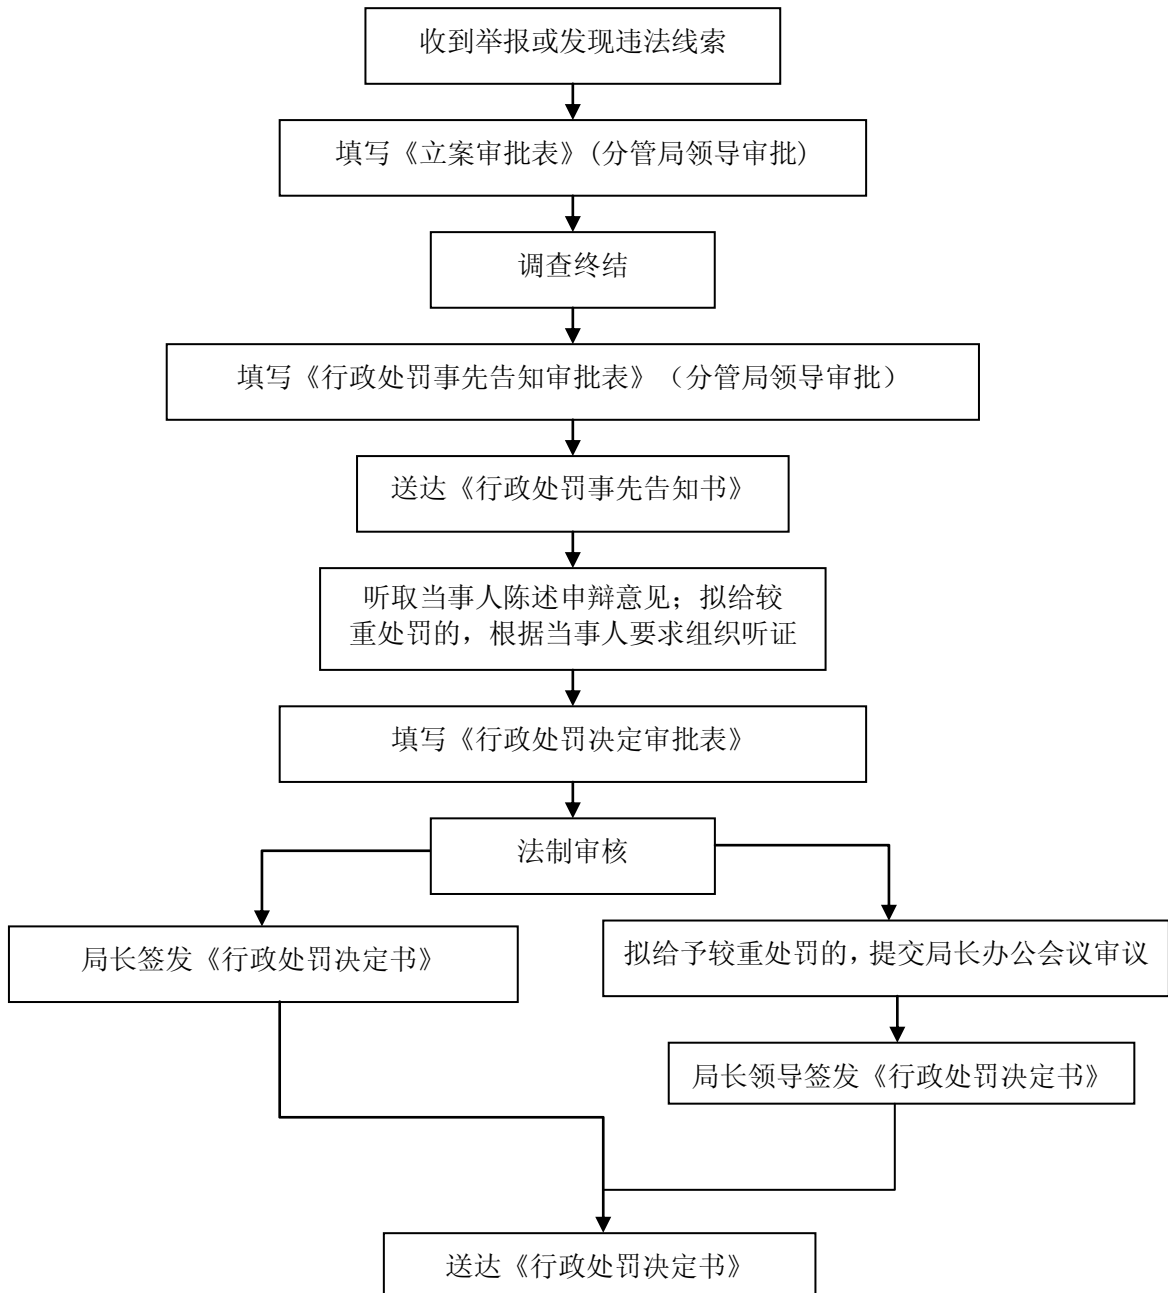 收到举报或发现违法线索
填写《立案审批表》(分管局领导审批)
调查终结
填写《行政处罚事先告知审批表》（分管局领导审批）
送达《行政处罚事先告知书》
听取当事人陈述申辩意见；拟给较
重处罚的，根据当事人要求组织听证
填写《行政处罚决定审批表》
法制审核
局长签发《行政处罚决定书》
拟给予较重处罚的，提交局长办公会议审议
局长领导签发《行政处罚决定书》
送达《行政处罚决定书》